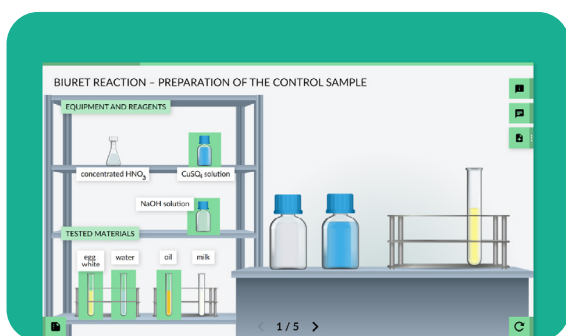 BIURET REACTION – PREPARATION OF THE CONTROL SAMPLE
EQUIPMENT AND REAGENTS
concentrated HNO₃
CuSO₄ solution
NaOH solution
TESTED MATERIALS
egg
white
water
oil
milk
1 / 5